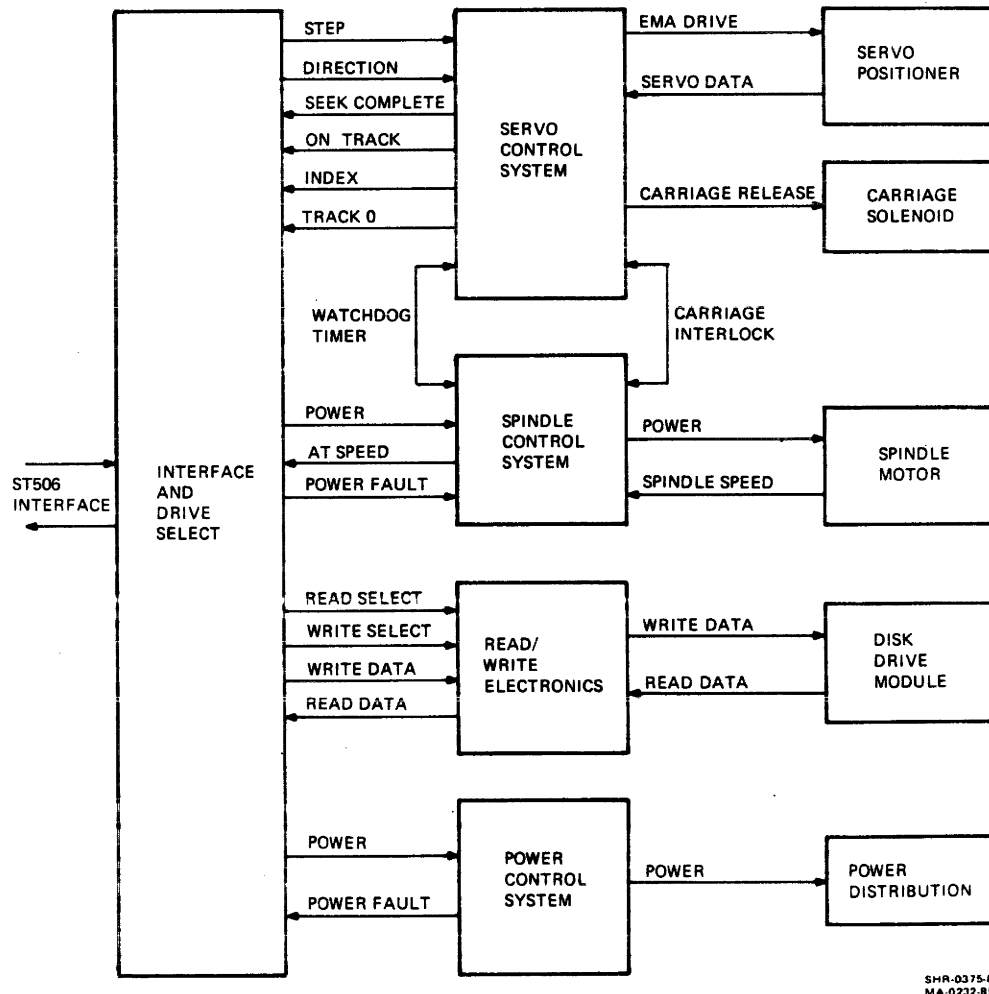 STEP
DIRECTION
SEEK COMPLETE
ON TRACK
INDEX
TRACK 0
SERVO
CONTROL
SYSTEM
EMA DRIVE
SERVO DATA
SERVO
POSITIONER
CARRIAGE RELEASE
CARRIAGE
SOLENOID
WATCHDOG
TIMER
CARRIAGE
INTERLOCK
ST506
INTERFACE
INTERFACE
AND
DRIVE
SELECT
POWER
AT SPEED
POWER FAULT
SPINDLE
CONTROL
SYSTEM
POWER
SPINDLE SPEED
SPINDLE
MOTOR
READ SELECT
WRITE SELECT
WRITE DATA
READ DATA
READ/
WRITE
ELECTRONICS
WRITE DATA
READ DATA
DISK
DRIVE
MODULE
POWER
POWER FAULT
POWER
CONTROL
SYSTEM
POWER
POWER
DISTRIBUTION